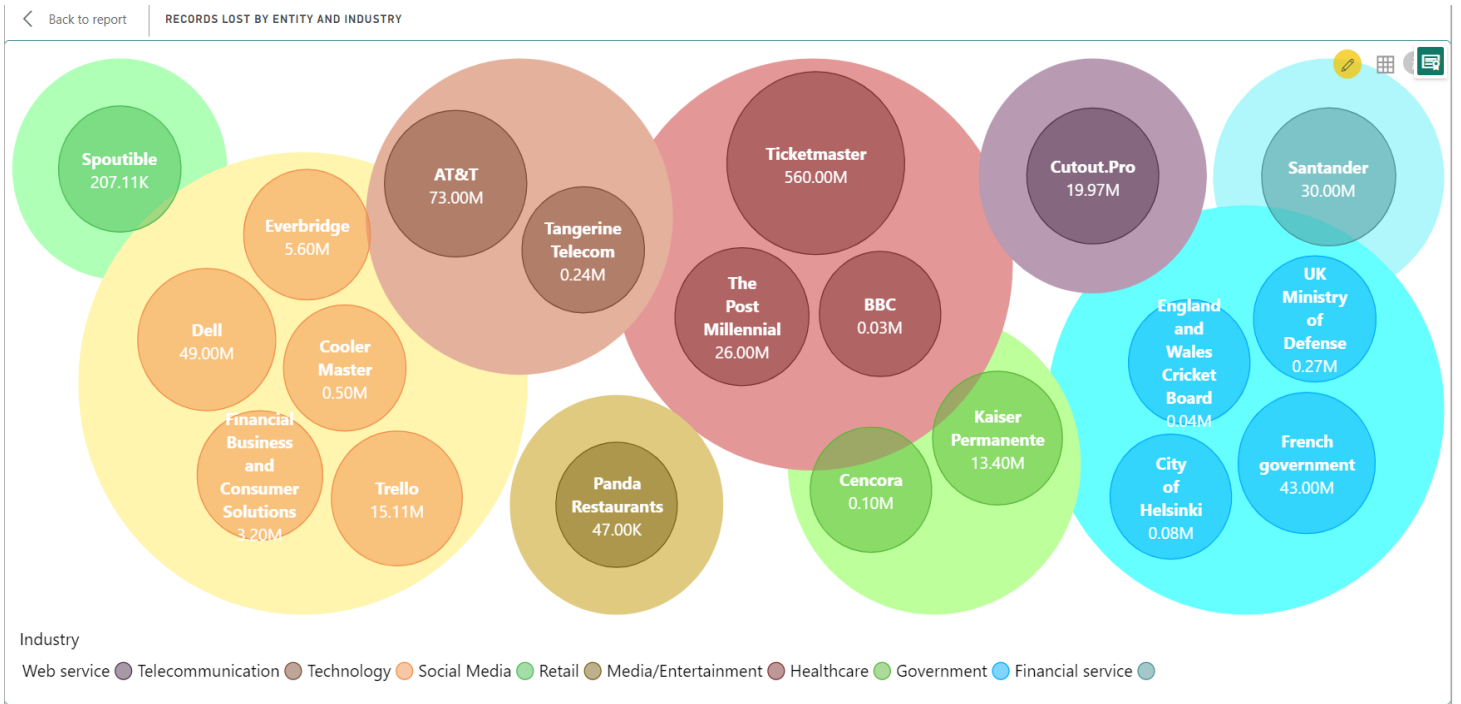 Back to report
RECORDS LOST BY ENTITY AND INDUSTRY
Spoutible
207.11K
Everbridge
5.60M
Dell
49.00M
Cooler
Master
0.50M
Financial
Business
and
Consumer
Solutions
3.20M
Trello
15.11M
AT&T
73.00M
Tangerine
Telecom
0.24M
Panda
Restaurants
47.00K
Ticketmaster
560.00M
The
Post
Millennial
26.00M
BBC
0.03M
Cencora
0.10M
Kaiser
Permanente
13.40M
Cutout.Pro
19.97M
Santander
30.00M
England
and
Wales
Cricket
Board
0.04M
UK
Ministry
of
Defense
0.27M
City
of
Helsinki
0.08M
French
government
43.00M
Industry
Web service Telecommunication Technology Social Media Retail Media/Entertainment Healthcare Government Financial service